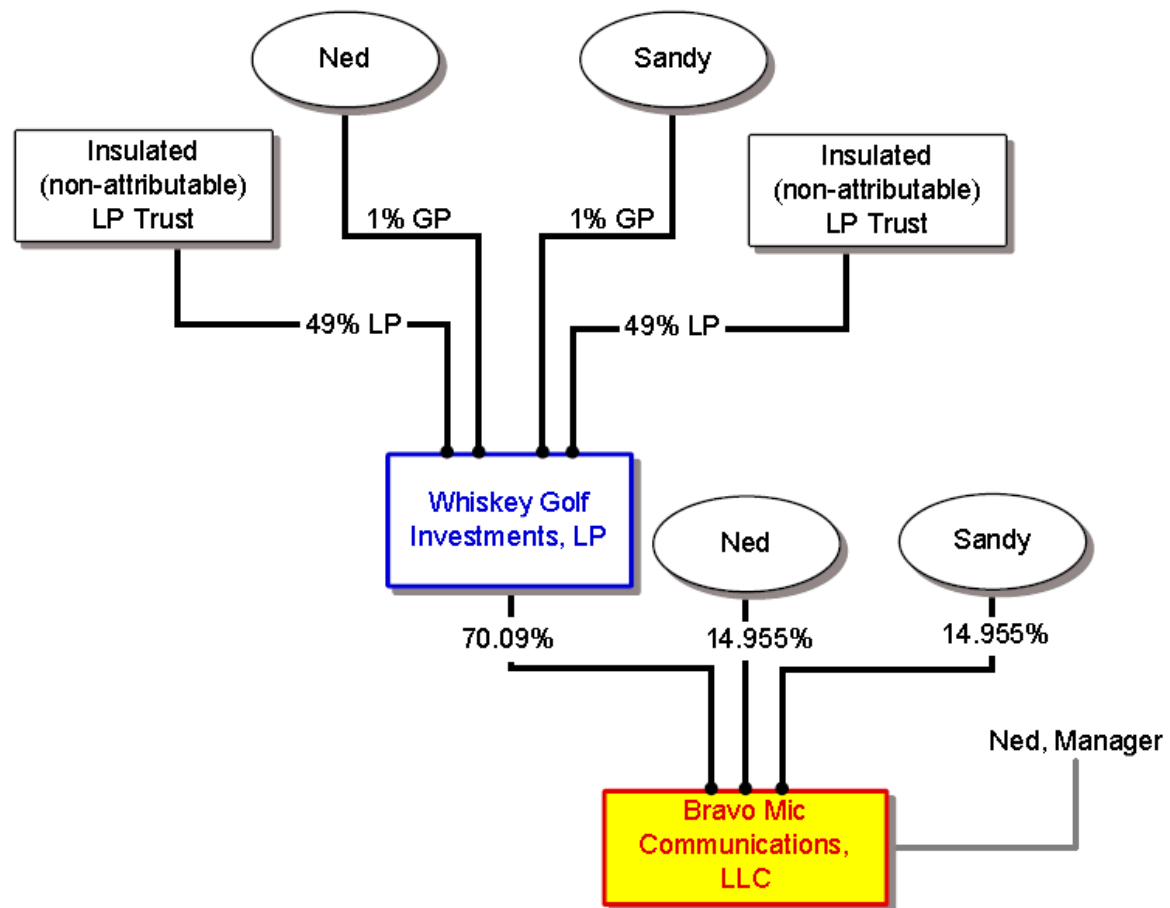 Ned
Sandy
Insulated
(non-attributable)
LP Trust
Insulated
(non-attributable)
LP Trust
1% GP
1% GP
49% LP
49% LP
Whiskey Golf
Investments, LP
Ned
Sandy
70.09%
14.955%
14.955%
Ned, Manager
Bravo Mic
Communications,
LLC